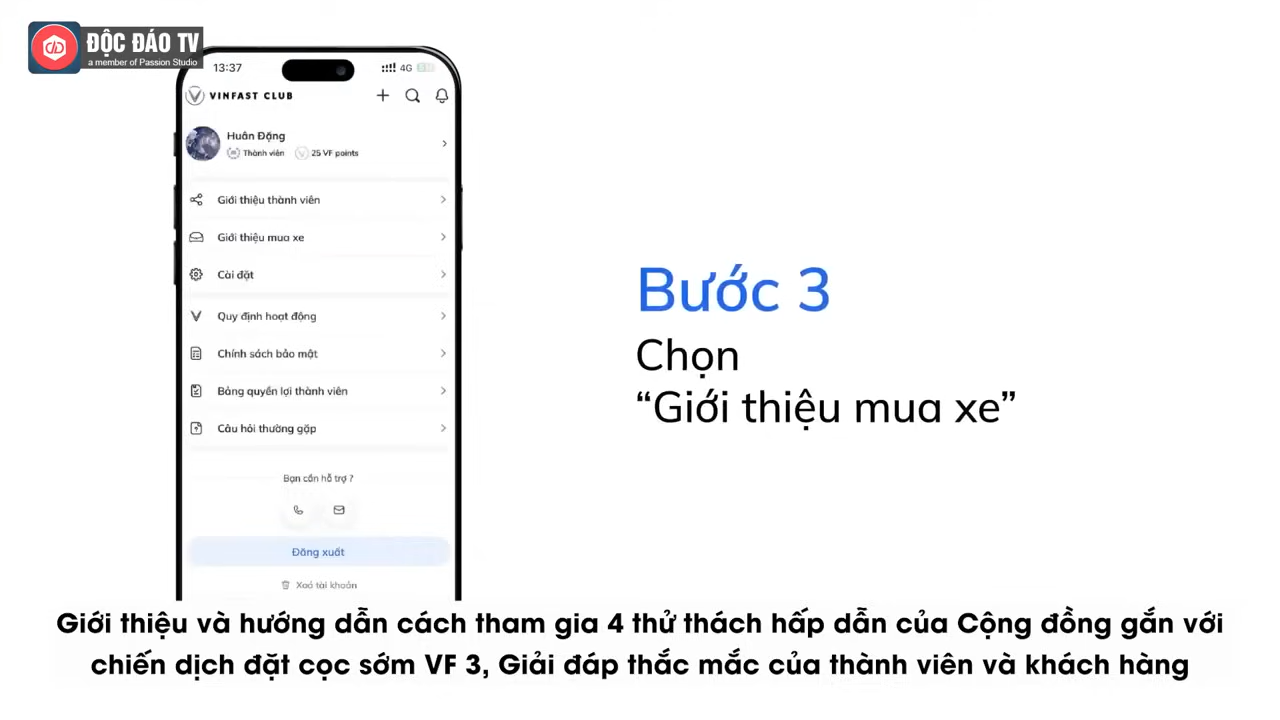 ĐỘC ĐÁO TV
a member of Passion Studio
13:37
4G
VINFAST CLUB
Huân Đặng
Thành viên
25 VF points
Giới thiệu thành viên
Giới thiệu mua xe
Cài đặt
Quy định hoạt động
Chính sách bảo mật
Bảng quyền lợi thành viên
Câu hỏi thường gặp
Bạn cần hỗ trợ ?
Đăng xuất
Xoá tài khoản
Bước 3
Chọn
“Giới thiệu mua xe”
Giới thiệu và hướng dẫn cách tham gia 4 thử thách hấp dẫn của Cộng đồng gắn với
chiến dịch đặt cọc sớm VF 3, Giải đáp thắc mắc của thành viên và khách hàng